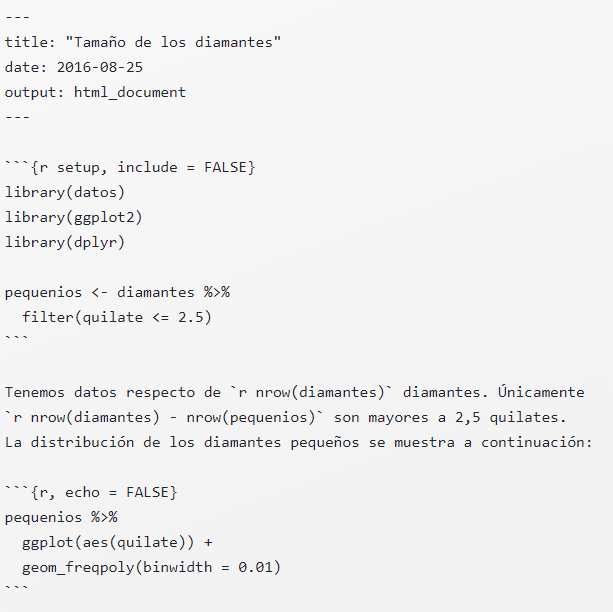 ---
title: "Tamaño de los diamantes"
date: 2016-08-25
output: html_document
---

```{r setup, include = FALSE}
library(datos)
library(ggplot2)
library(dplyr)

pequenios <- diamantes %>%
  filter(quilate <= 2.5)
```

Tenemos datos respecto de `r nrow(diamantes)` diamantes. Únicamente
`r nrow(diamantes) - nrow(pequenios)` son mayores a 2,5 quilates.
La distribución de los diamantes pequeños se muestra a continuación:

```{r, echo = FALSE}
pequenios %>%
  ggplot(aes(quilate)) +
  geom_freqpoly(binwidth = 0.01)
```